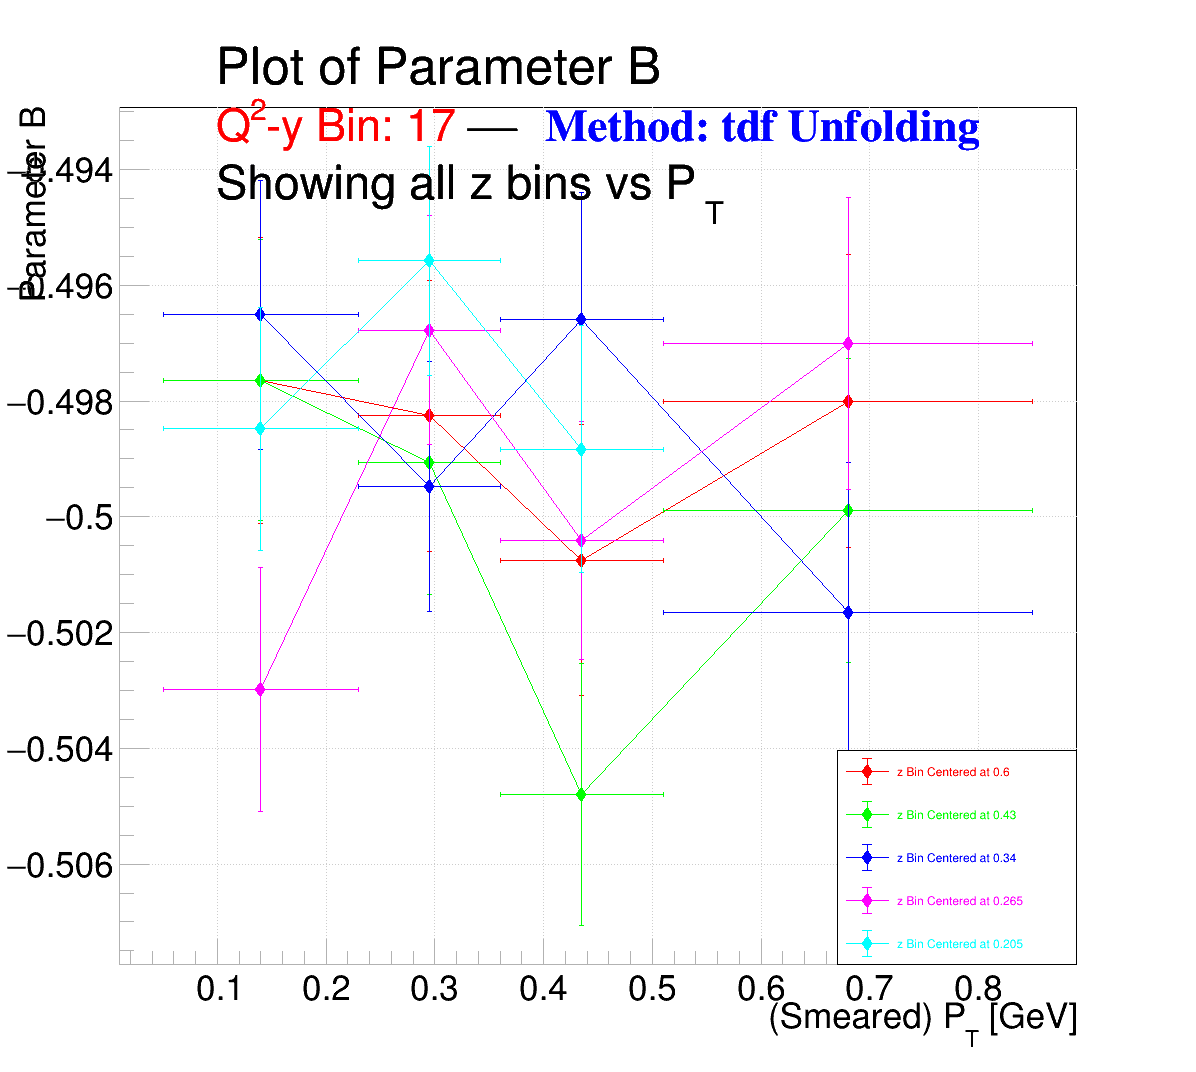 Plot of Parameter B
Q2-y Bin: 17 — Method: tdf Unfolding
Showing all z bins vs PT
Parameter B
−0.494
−0.496
−0.498
−0.5
−0.502
−0.504
−0.506
z Bin Centered at 0.6
z Bin Centered at 0.43
z Bin Centered at 0.34
z Bin Centered at 0.265
z Bin Centered at 0.205
0.1 0.2 0.3 0.4 0.5 0.6 0.7 0.8
(Smeared) PT [GeV]